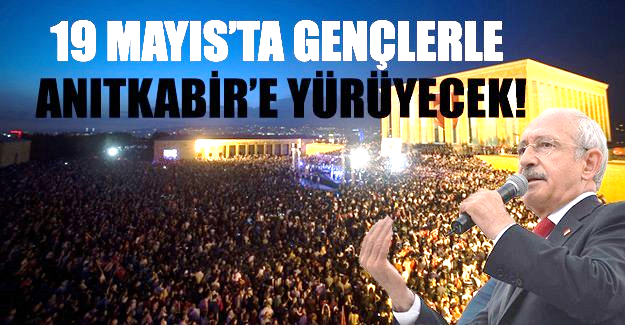 19 MAYIS’TA GENÇLERLE
ANITKABİR’E YÜRÜYECEK!